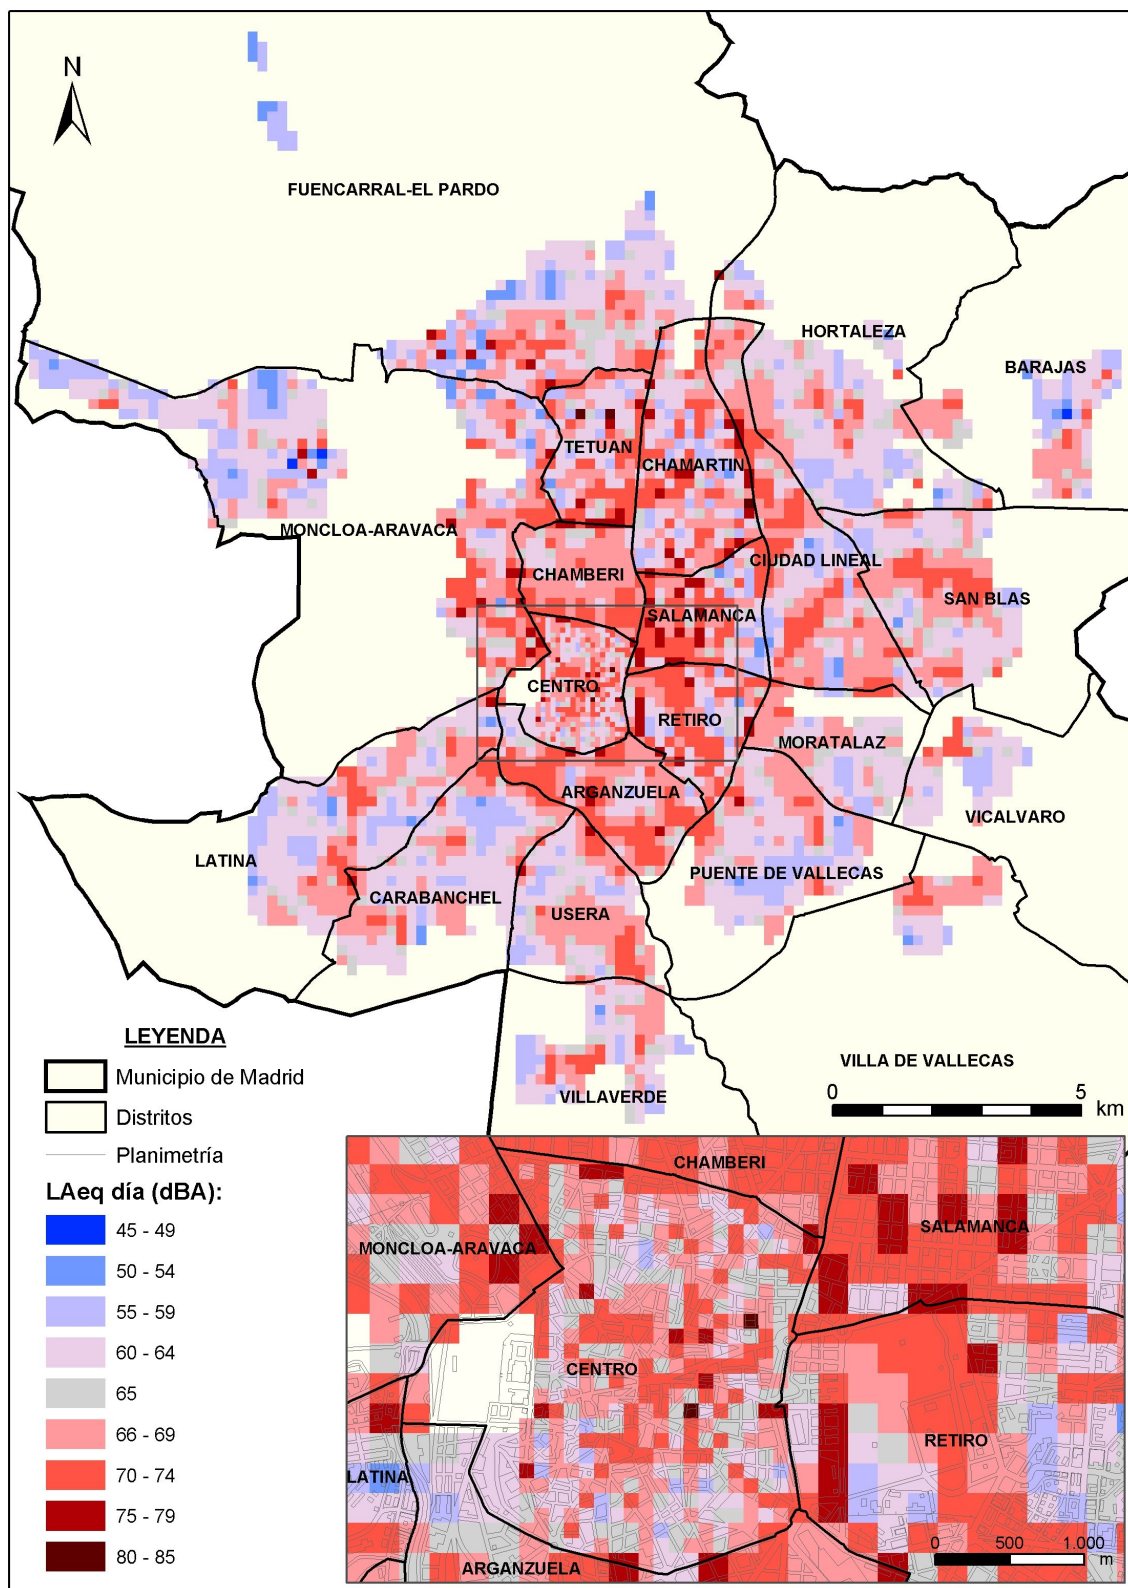 N
FUENCARRAL-EL PARDO
HORTALEZA
BARAJAS
TETUAN
CHAMARTIN
MONCLOA-ARAVACA
CIUDAD LINEAL
CHAMBERI
SAN BLAS
SALAMANCA
CENTRO
RETIRO
MORATALAZ
ARGANZUELA
VICALVARO
LATINA
PUENTE DE VALLECAS
CARABANCHEL
USERA
LEYENDA
VILLA DE VALLECAS
Municipio de Madrid
VILLAVERDE
0 5
km
Distritos
Planimetría
LAeq día (dBA):
45 - 49
50 - 54
55 - 59
60 - 64
65
66 - 69
70 - 74
75 - 79
80 - 85
CHAMBERI
SALAMANCA
MONCLOA-ARAVACA
CENTRO
RETIRO
LATINA
ARGANZUELA
0 500 1.000
m